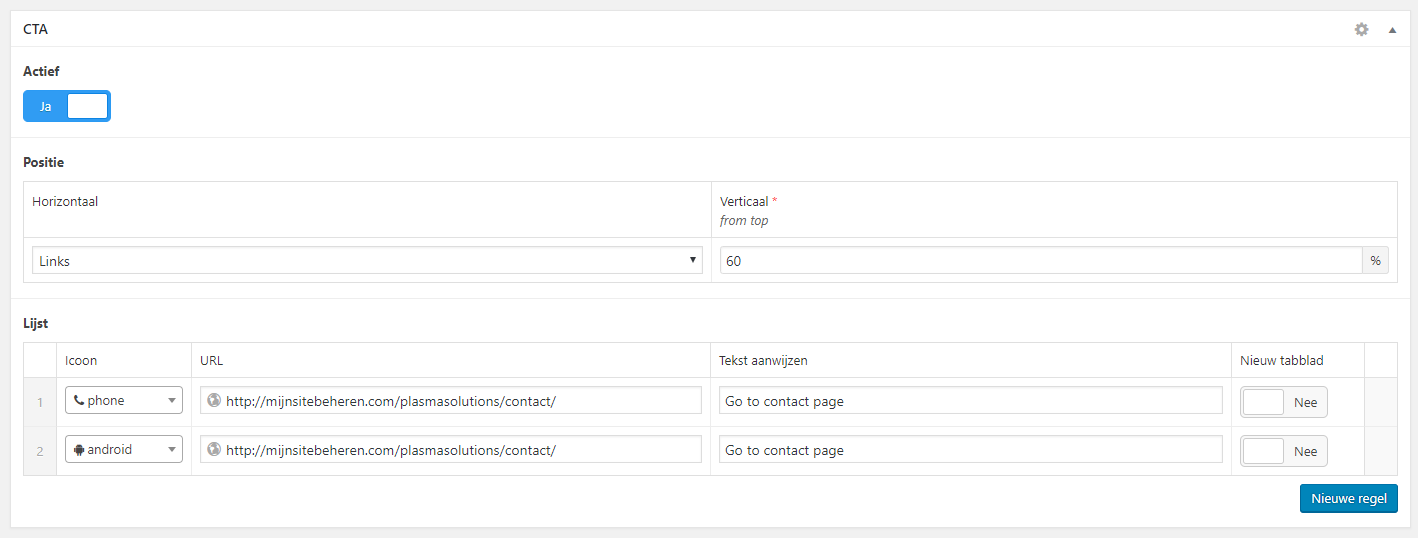 CTA
Actief
Ja
Positie
Horizontaal
Verticaal *
from top
Links
60
%
Lijst
Icoon URL Tekst aanwijzen Nieuw tabblad
1 phone http://mijnsitebeheren.com/plasmasolutions/contact/ Go to contact page Nee
2 android http://mijnsitebeheren.com/plasmasolutions/contact/ Go to contact page Nee
Nieuwe regel